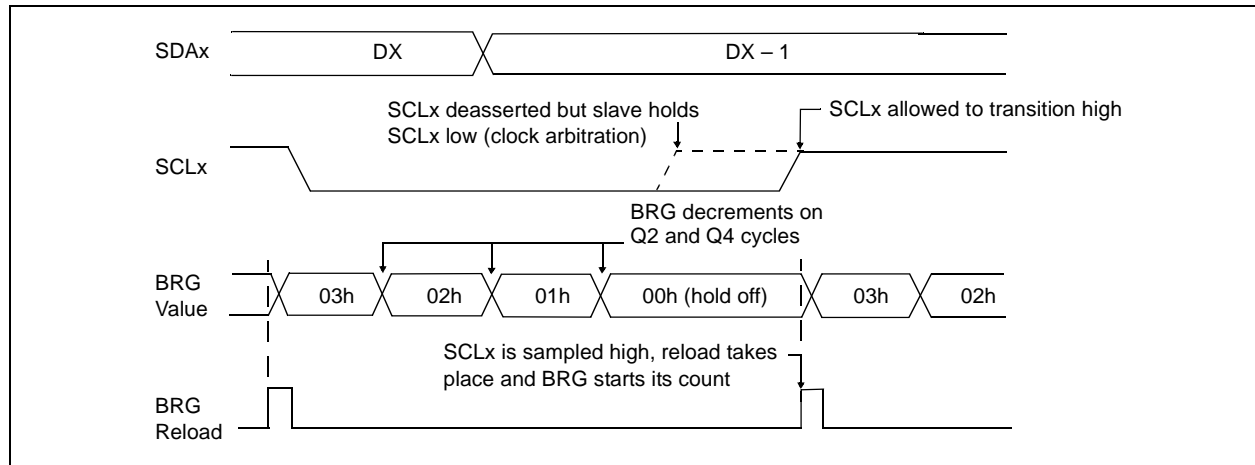 SDAx
DX
DX – 1
SCLx deasserted but slave holds
SCLx low (clock arbitration)
SCLx allowed to transition high
SCLx
BRG decrements on
Q2 and Q4 cycles
BRG
Value
03h
02h
01h
00h (hold off)
03h
02h
SCLx is sampled high, reload takes
place and BRG starts its count
BRG
Reload